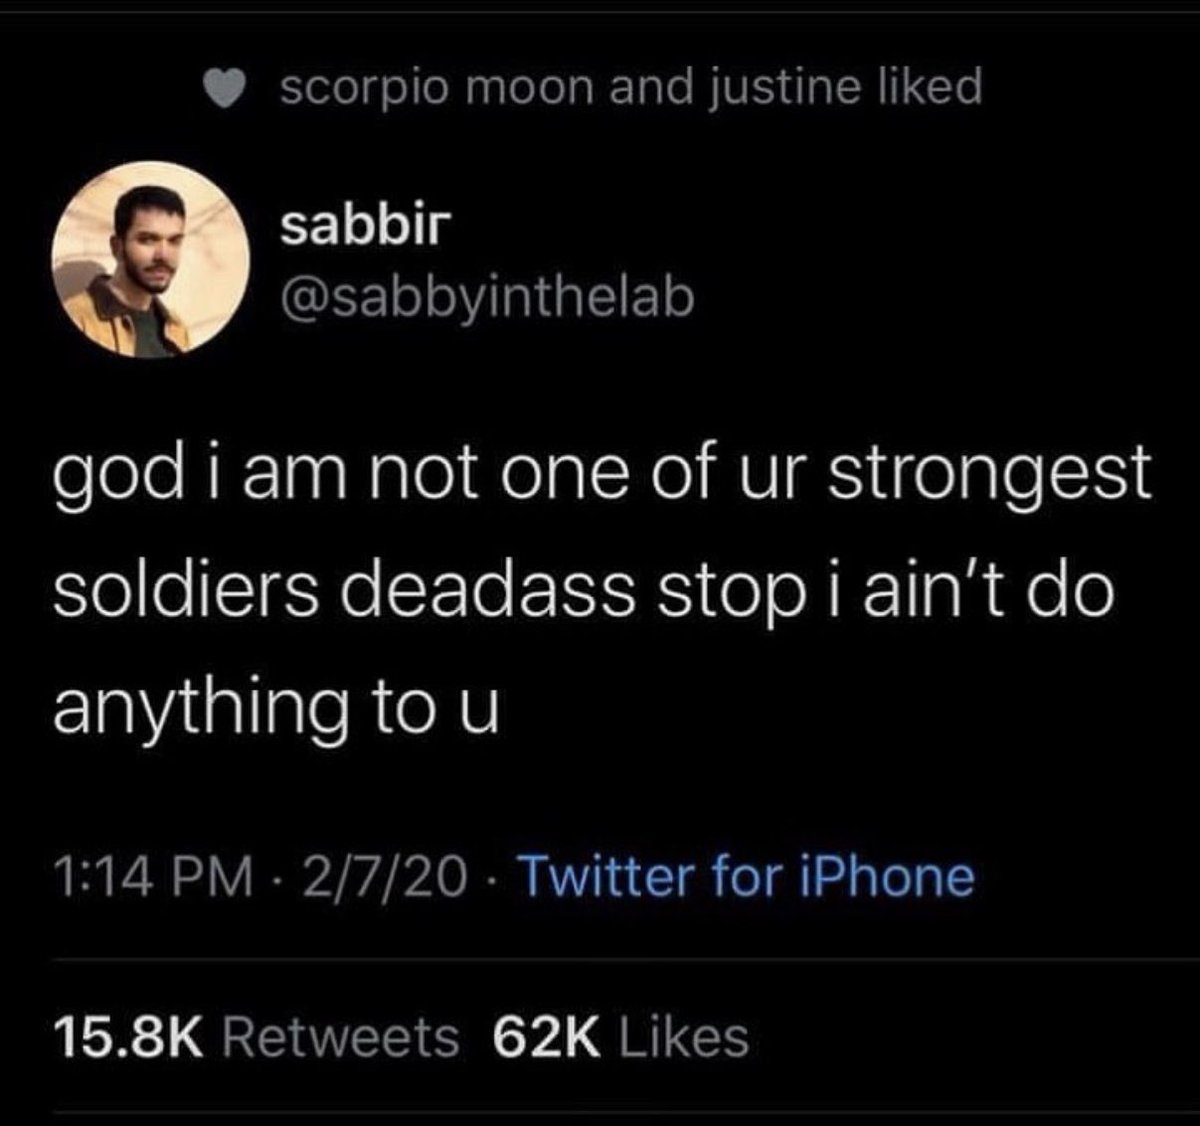 scorpio moon and justine liked
sabbir
@sabbyinthelab
god i am not one of ur strongest
soldiers deadass stop i ain't do
anything to u
1:14 PM · 2/7/20 · Twitter for iPhone
15.8K Retweets 62K Likes